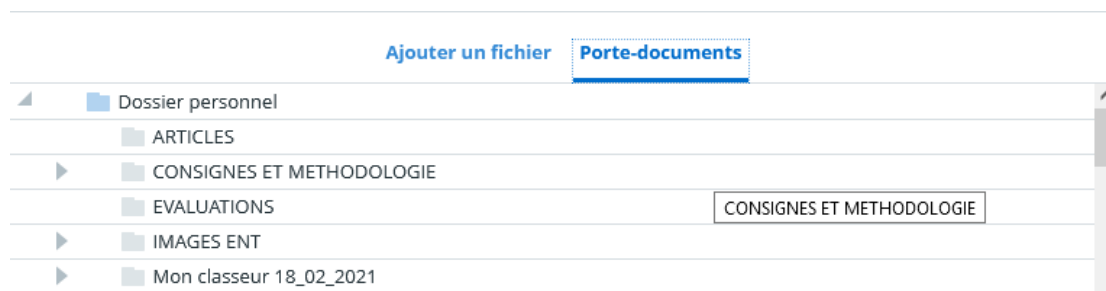 Ajouter un fichier Porte-documents
Dossier personnel
ARTICLES
CONSIGNES ET METHODOLOGIE
EVALUATIONS
CONSIGNES ET METHODOLOGIE
IMAGES ENT
Mon classeur 18_02_2021